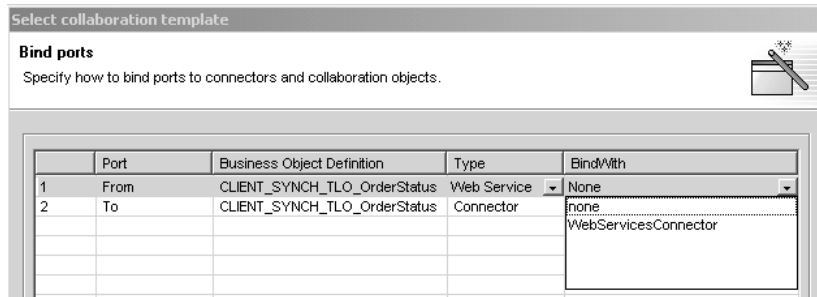 Select collaboration template
Bind ports
Specify how to bind ports to connectors and collaboration objects.
Port Business Object Definition Type BindWith
1 From CLIENT_SYNCH_TLO_OrderStatus Web Service None
2 To CLIENT_SYNCH_TLO_OrderStatus Connector none
WebServicesConnector